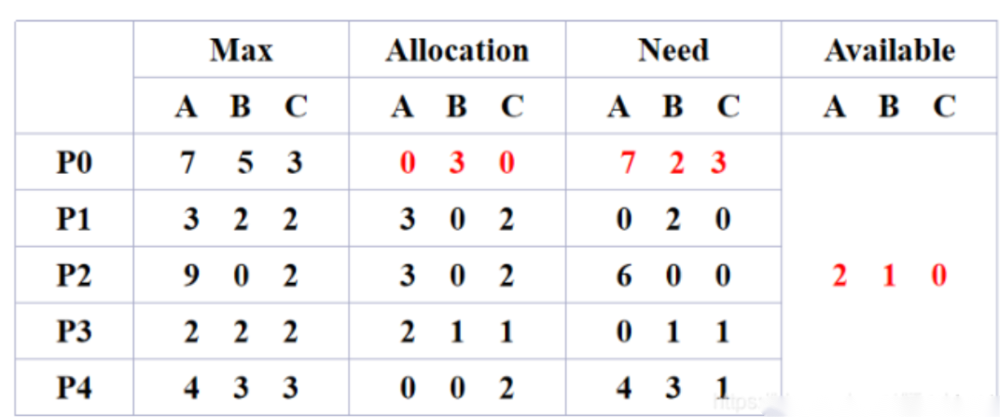 Max Allocation Need Available
A B C A B C A B C A B C
P0 7 5 3 0 3 0 7 2 3
P1 3 2 2 3 0 2 0 2 0
P2 9 0 2 3 0 2 6 0 0 2 1 0
P3 2 2 2 2 1 1 0 1 1
P4 4 3 3 0 0 2 4 3 1